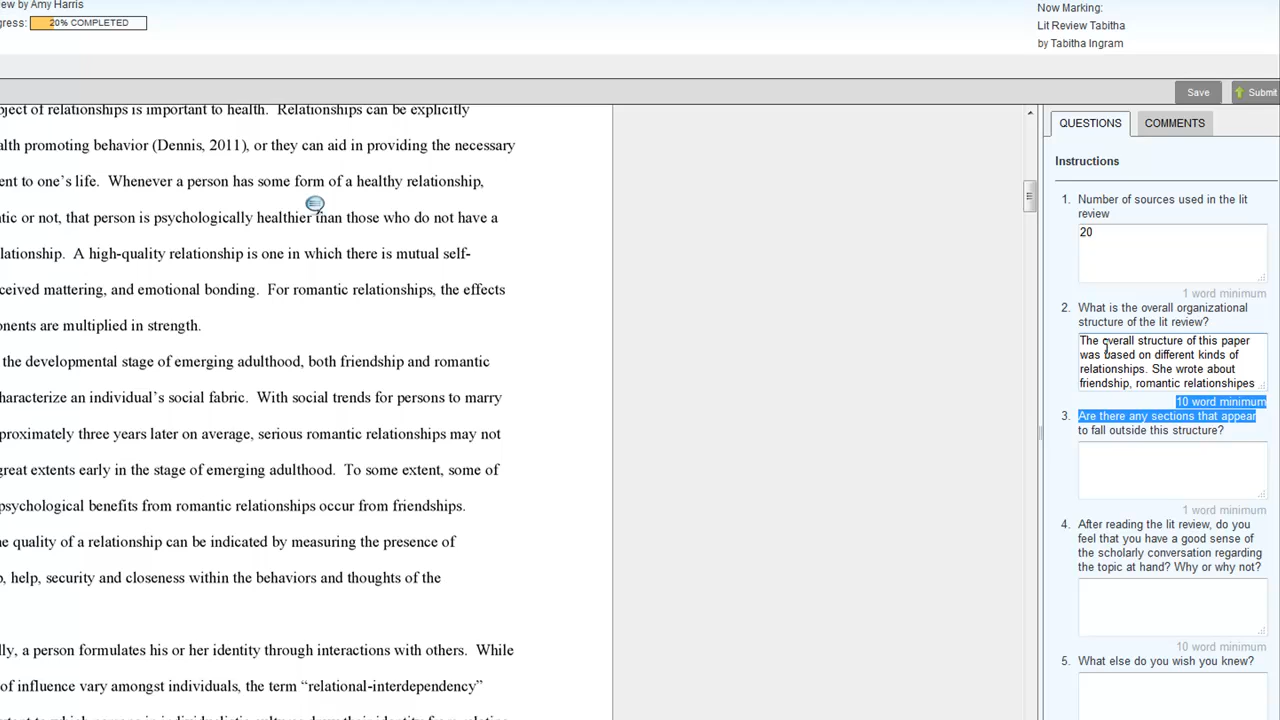 ew by Amy Harris
gress: 20% COMPLETED
Now Marking:
Lit Review Tabitha
by Tabitha Ingram
Save Submit
bject of relationships is important to health. Relationships can be explicitly
alth promoting behavior (Dennis, 2011), or they can aid in providing the necessary
ent to one's life. Whenever a person has some form of a healthy relationship,
ntic or not, that person is psychologically healthier than those who do not have a
lationship. A high-quality relationship is one in which there is mutual self-
ceived mattering, and emotional bonding. For romantic relationships, the effects
onents are multiplied in strength.
the developmental stage of emerging adulthood, both friendship and romantic
haracterize an individual's social fabric. With social trends for persons to marry
proximately three years later on average, serious romantic relationships may not
great extents early in the stage of emerging adulthood. To some extent, some of
psychological benefits from romantic relationships occur from friendships.
he quality of a relationship can be indicated by measuring the presence of
p, help, security and closeness within the behaviors and thoughts of the
lly, a person formulates his or her identity through interactions with others. While
of influence vary amongst individuals, the term “relational-interdependency”
QUESTIONS COMMENTS
Instructions
1. Number of sources used in the lit
review
20
1 word minimum
2. What is the overall organizational
structure of the lit review?
The overall structure of this paper
was based on different kinds of
relationships. She wrote about
friendship, romantic relationshipes
10 word minimum
3. Are there any sections that appear
to fall outside this structure?
1 word minimum
4. After reading the lit review, do you
feel that you have a good sense of
the scholarly conversation regarding
the topic at hand? Why or why not?
10 word minimum
5. What else do you wish you knew?